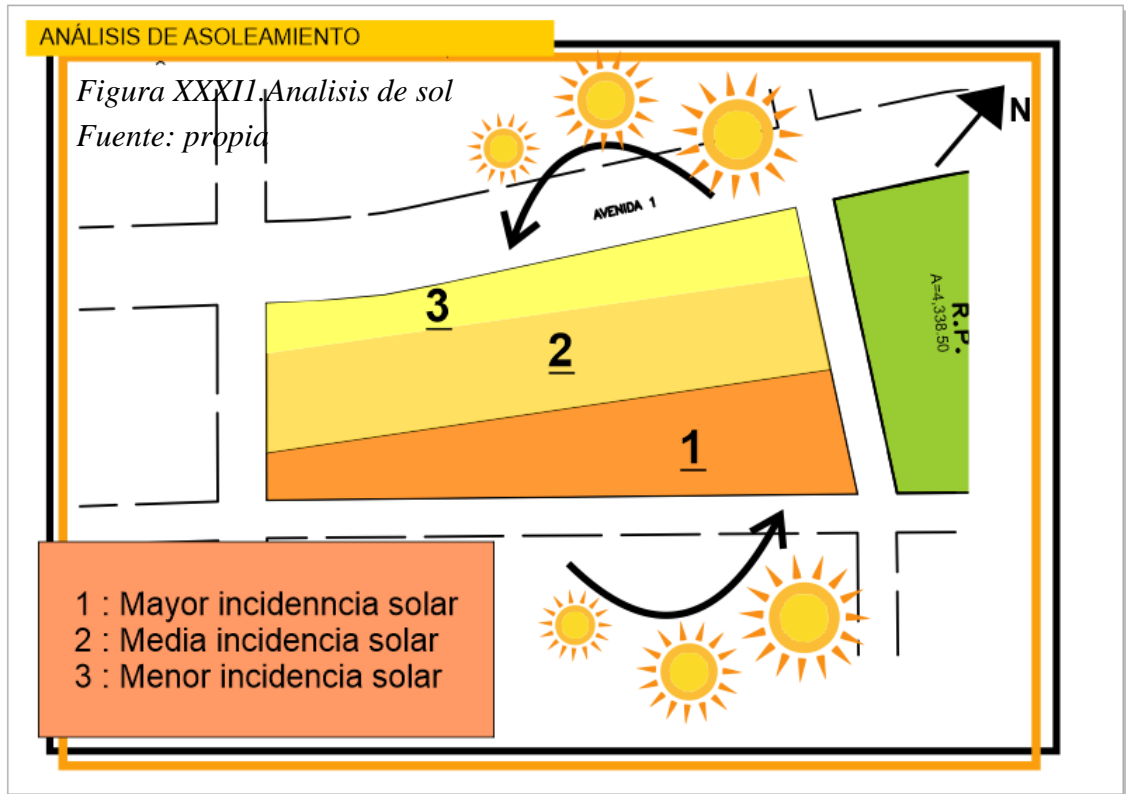 ANÁLISIS DE ASOLEAMIENTO
Figura XXXI1.Analisis de sol
Fuente: propia
N
AVENIDA 1
R.P.
A=4,338.50
3
2
1
1 : Mayor incidenncia solar
2 : Media incidencia solar
3 : Menor incidencia solar